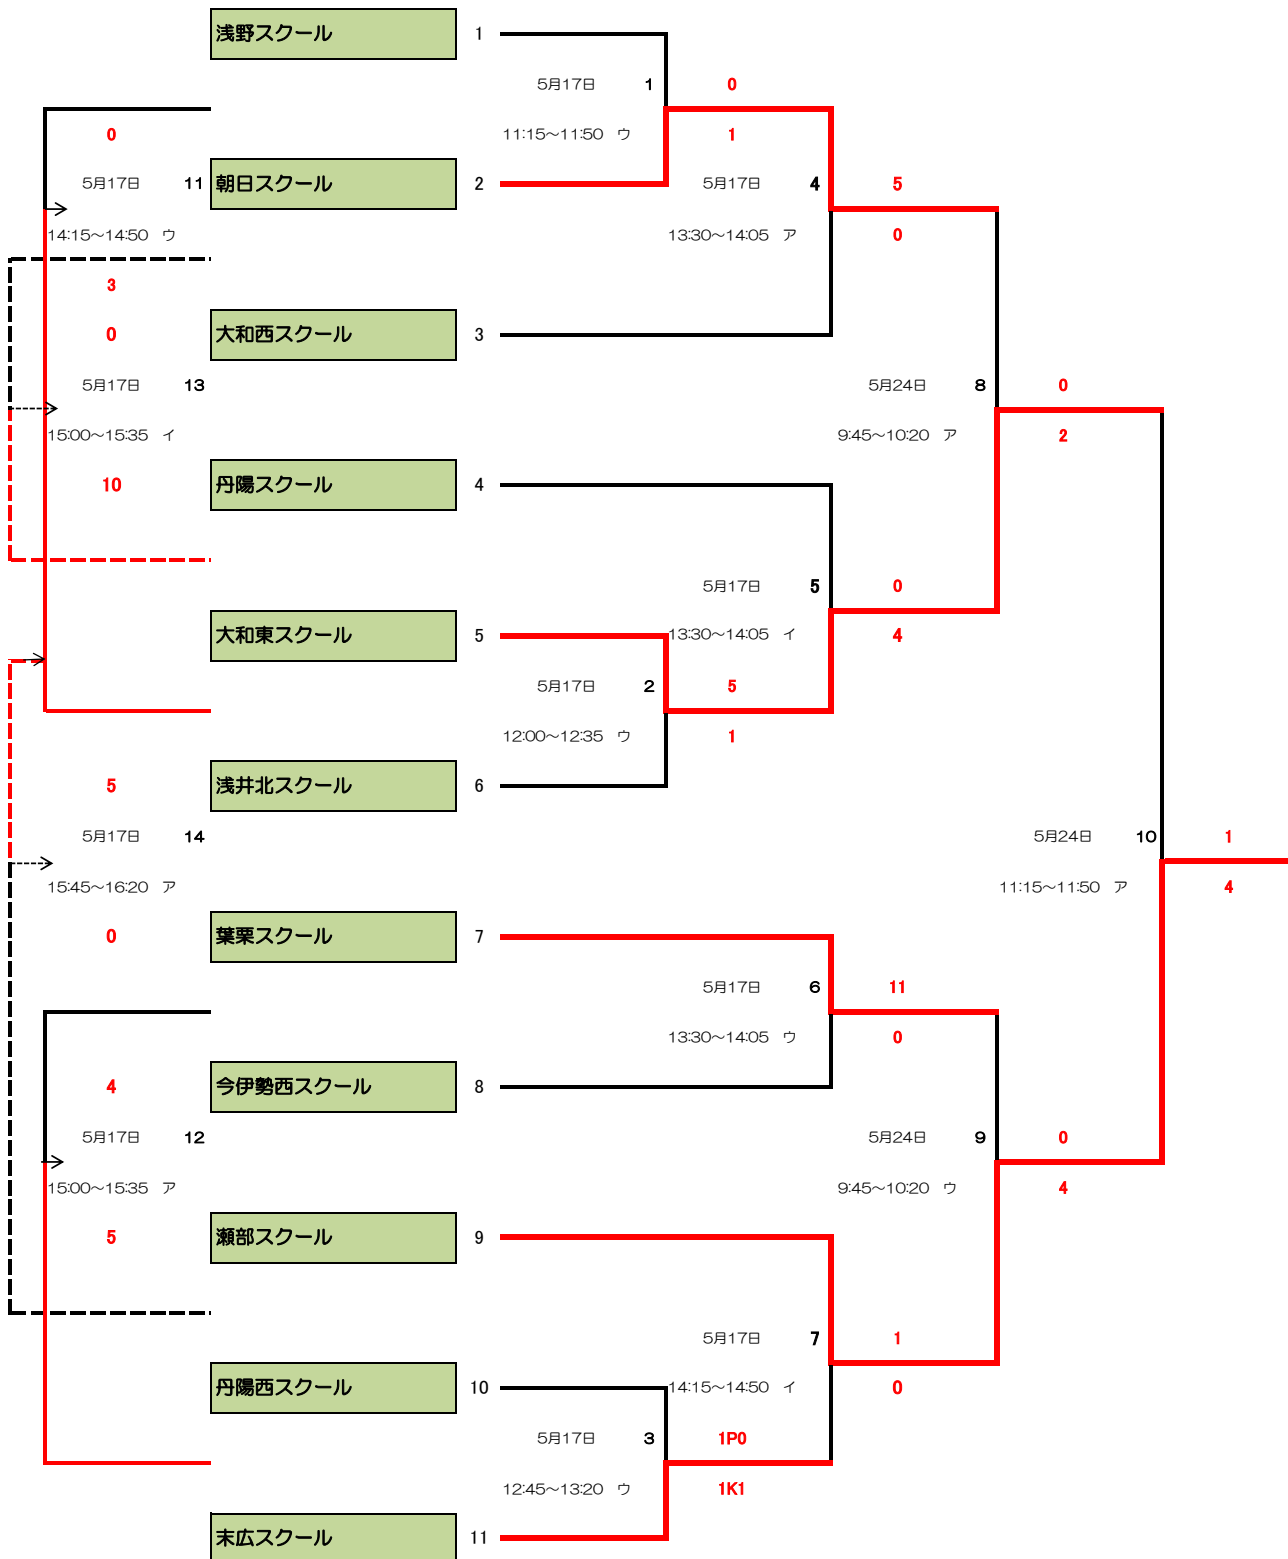 浅野スクール 1
5月17日 1 0
0 11:15～11:50 ウ 1
5月17日 11 朝日スクール 2 5月17日 4 5
14:15～14:50 ウ 13:30～14:05 ア 0
3
0 大和西スクール 3
5月17日 13 5月24日 8 0
15:00～15:35 イ 9:45～10:20 ア 2
10 丹陽スクール 4
5月17日 5 0
大和東スクール 5 13:30～14:05 イ 4
5月17日 2 5
12:00～12:35 ウ 1
5 浅井北スクール 6
5月17日 14 5月24日 10 1
15:45～16:20 ア 11:15～11:50 ア 4
0 葉栗スクール 7
5月17日 6 11
13:30～14:05 ウ 0
4 今伊勢西スクール 8
5月17日 12 5月24日 9 0
15:00～15:35 ア 9:45～10:20 ウ 4
5 瀬部スクール 9
5月17日 7 1
丹陽西スクール 10 14:15～14:50 イ 0
5月17日 3 1P0
12:45～13:20 ウ 1K1
末広スクール 11